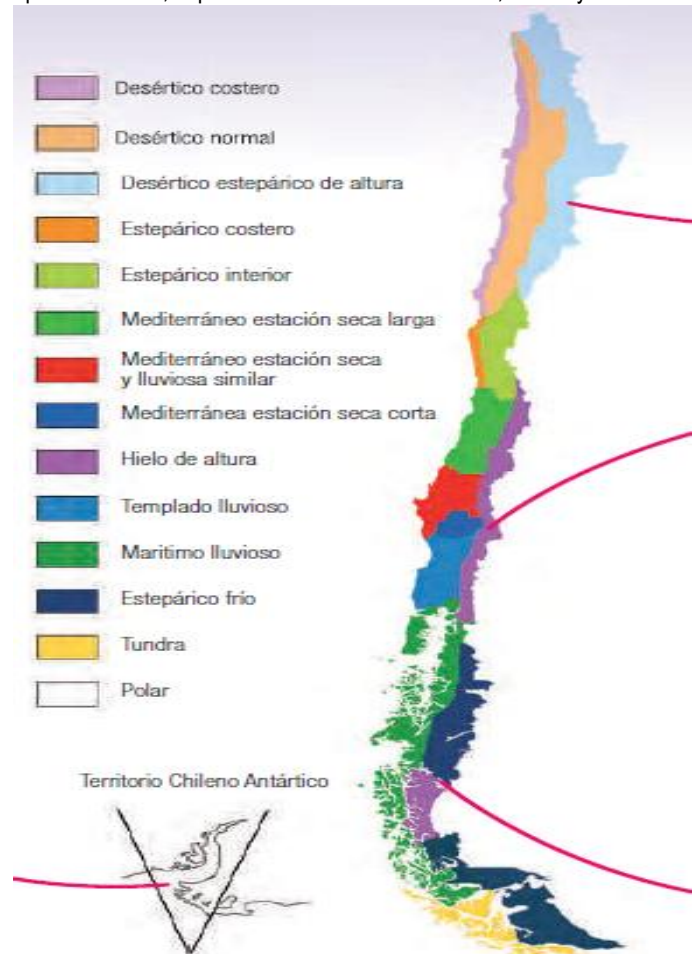 Desértico costero
Desértico normal
Desértico estepárico de altura
Estepárico costero
Estepárico interior
Mediterráneo estación seca larga
Mediterráneo estación seca
y lluviosa similar
Mediterránea estación seca corta
Hielo de altura
Templado lluvioso
Maritimo lluvioso
Estepárico frío
Tundra
Polar
Territorio Chileno Antártico